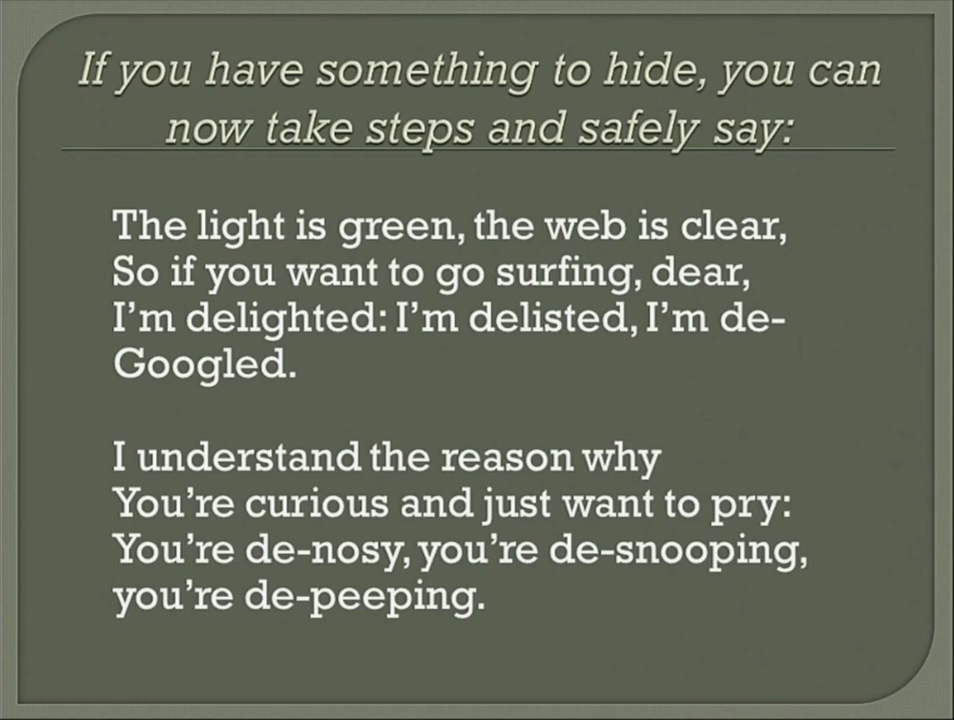 If you have something to hide, you can
now take steps and safely say:
The light is green, the web is clear,
So if you want to go surfing, dear,
I'm delighted: I'm delisted, I'm de-
Googled.
I understand the reason why
You're curious and just want to pry:
You're de-nosy, you're de-snooping,
you're de-peeping.